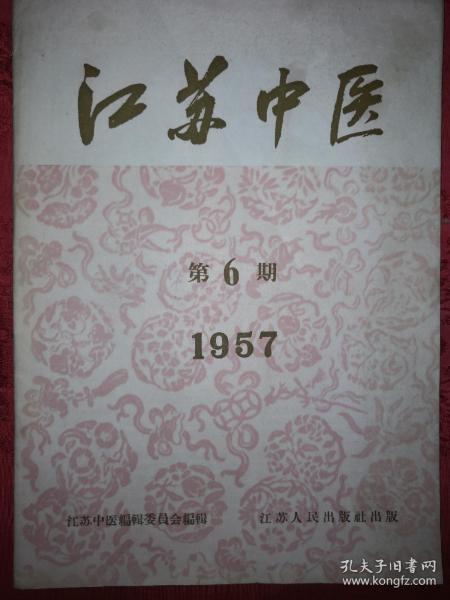 江苏中医
第6期
1957
江苏中医編輯委員会編輯 江苏人民出版社出版
孔夫子旧书网
www.kongfz.com